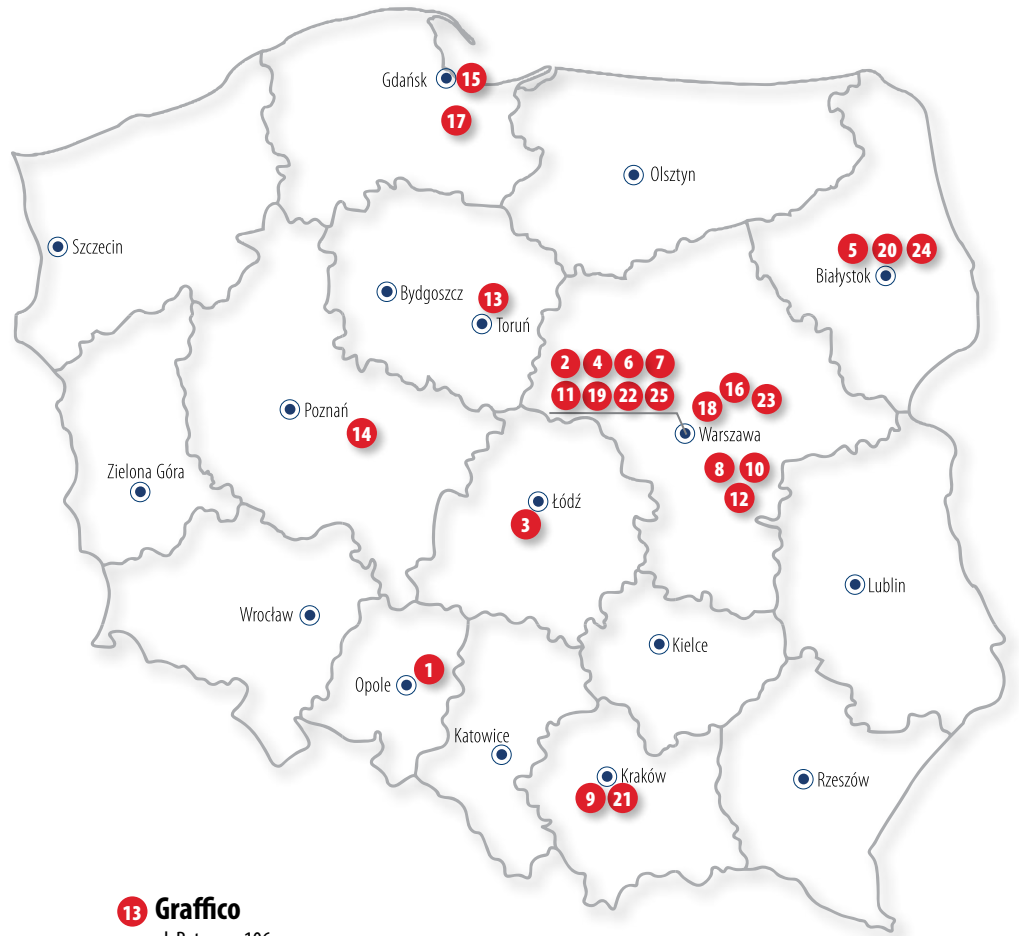 Gdańsk 15
17
Olsztyn
Szczecin
5 20 24
Białystok
Bydgoszcz 13
Toruń
2 4 6 7
11 19 22 25
16
18 23
Poznań
14
Warszawa
8 10
12
Zielona Góra
Łódź
3
Lublin
Wrocław
Kielce
1
Opole
Katowice
Kraków
9 21
Rzeszów
13 Graffico